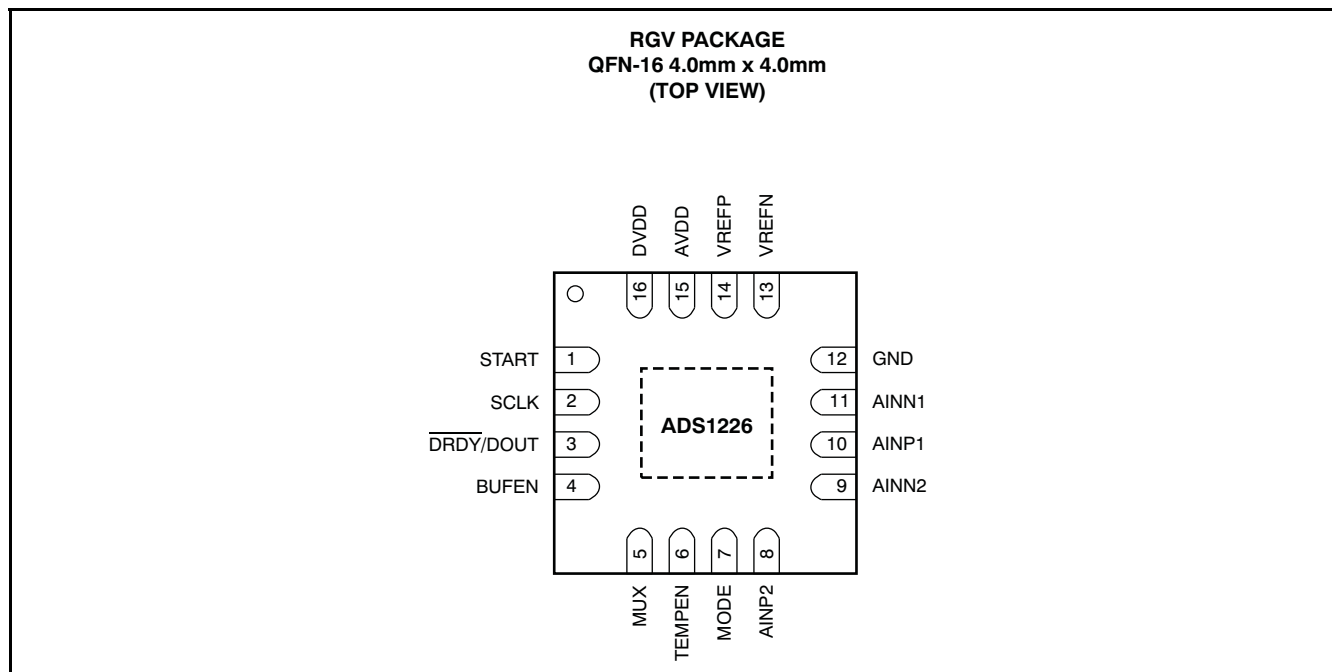 RGV PACKAGE
QFN-16 4.0mm x 4.0mm
(TOP VIEW)
DVDD
AVDD
VREFP
VREFN
16
15
14
13
START 1
SCLK 2
DRDY/DOUT 3
BUFEN 4
ADS1226
12 GND
11 AINN1
10 AINP1
9 AINN2
5
6
7
8
MUX
TEMPEN
MODE
AINP2